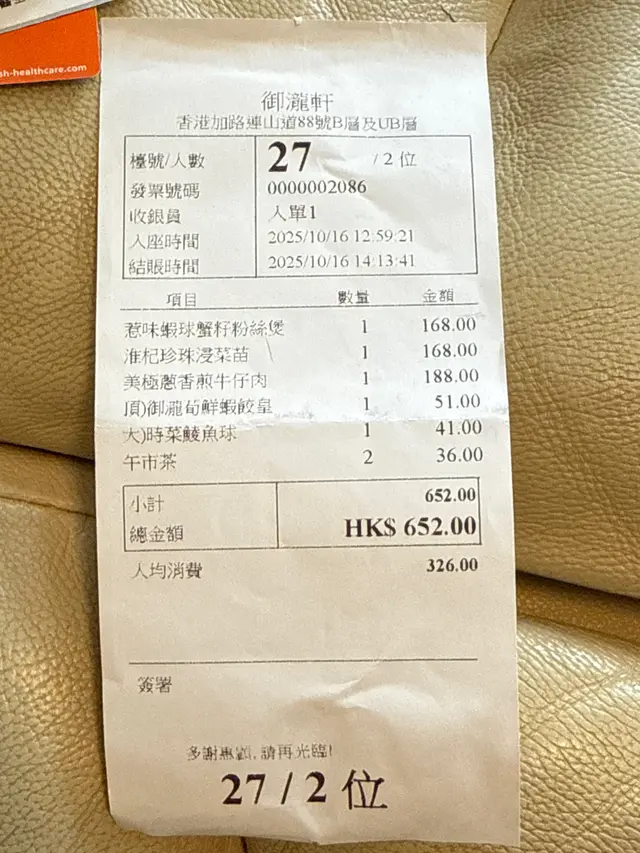 sh-healthcare.com
御瀧軒
香港加路連山道88號B層及UB層
檯號/人數 27 / 2 位
發票號碼 0000002086
收銀員 入單1
入座時間 2025/10/16 12:59:21
結賬時間 2025/10/16 14:13:41
項目 數量 金額
惹味蝦球蟹籽粉絲煲 1 168.00
淮杞珍珠浸菜苗 1 168.00
美極蔥香煎牛仔肉 1 188.00
頂)御瀧荀鮮蝦餃皇 1 51.00
大)時菜鯪魚球 1 41.00
午市茶 2 36.00
小計 652.00
總金額 HK$ 652.00
人均消費 326.00
簽署
多謝惠顧, 請再光臨!
27 / 2 位